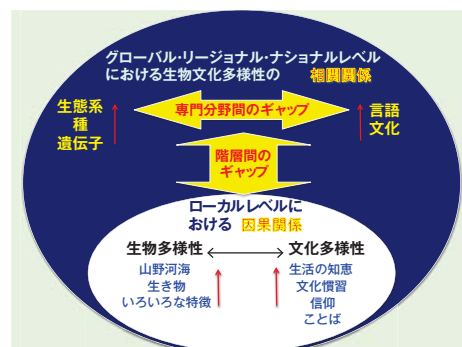 グローバル・リージョナル・ナショナルレベル
における生物文化多様性の 相関関係
生態系
種
遺伝子
専門分野間のギャップ
言語
文化
階層間の
ギャップ
ローカルレベルに
おける 因果関係
生物多様性
山野河海
生き物
いろいろな特徴
文化多様性
生活の知恵
文化慣習
信仰
ことば